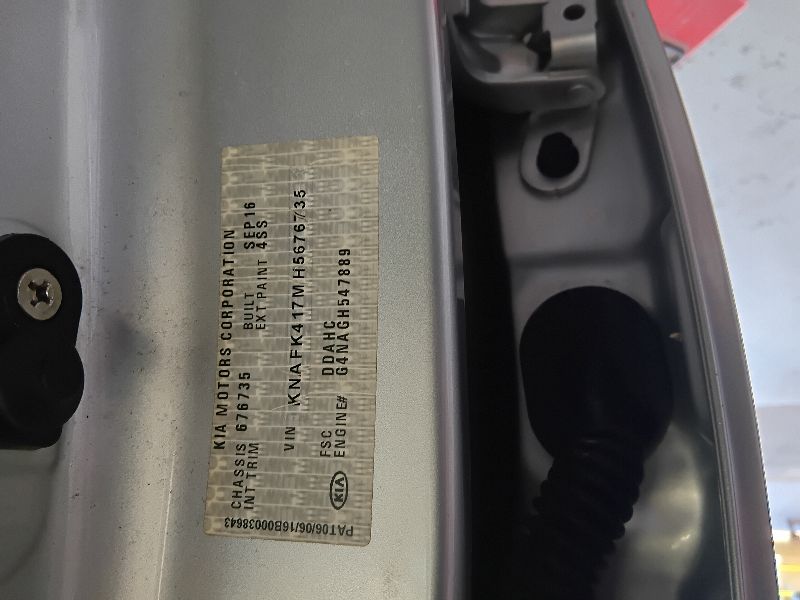 KIA MOTORS CORPORATION
CHASSIS 676735 BUILT SEP16
INT TRIM EXT.PAINT 4SS
VIN KNAFK417MH5676735
FSC DDAHC
ENGINE# G4NAGH547889
KIA
PAT06/06/16B00038643